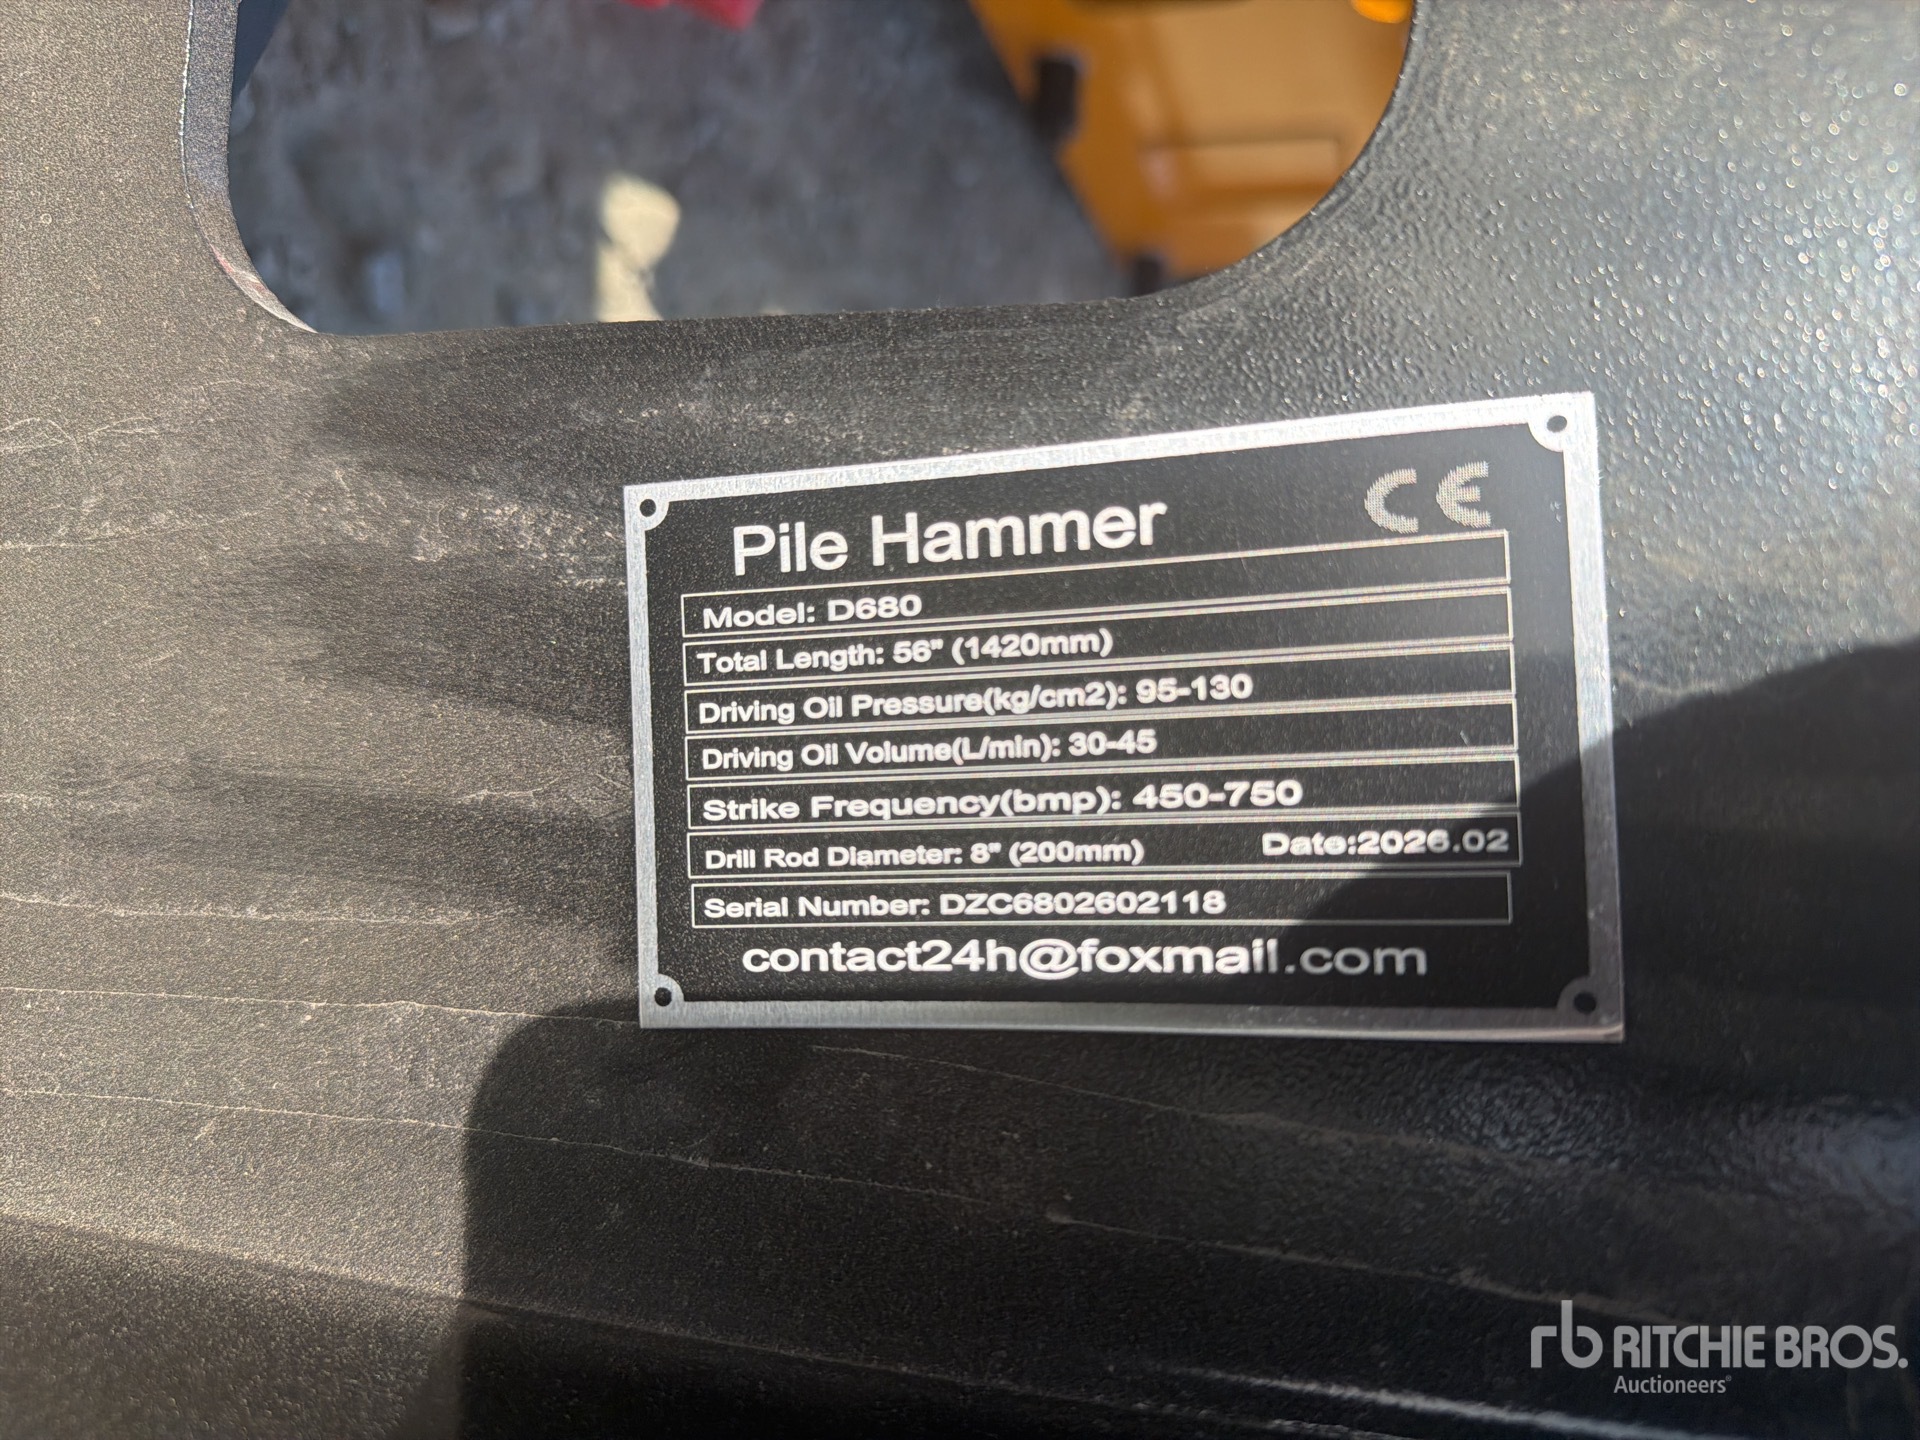 Pile Hammer CE
Model: D680
Total Length: 56" (1420mm)
Driving Oil Pressure(kg/cm2): 95-130
Driving Oil Volume(L/min): 30-45
Strike Frequency(bmp): 450-750
Drill Rod Diameter: 8" (200mm) Date:2026.02
Serial Number: DZC6802602118
contact24h@foxmail.com
rb RITCHIE BROS.
Auctioneers®